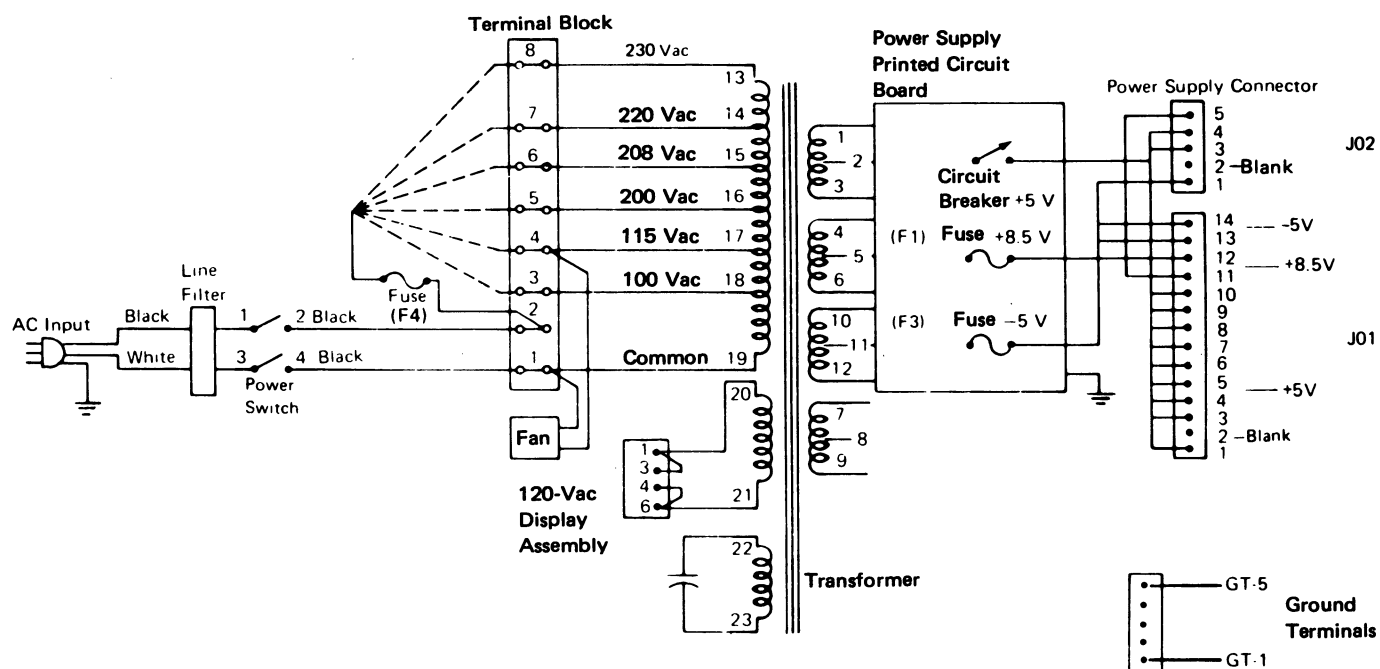 Terminal Block
8
230 Vac
13
7
220 Vac
14
6
208 Vac
15
5
200 Vac
16
4
115 Vac
17
3
100 Vac
18
2
1
Common
19
Fuse
(F4)
Line
Filter
AC Input
Black
White
1
2 Black
3
4 Black
Power
Switch
Fan
1
3
4
6
120-Vac
Display
Assembly
20
21
22
23
Transformer
1
2
3
4
5
6
10
11
12
7
8
9
Power Supply
Printed Circuit
Board
Circuit
Breaker +5 V
(F1) Fuse +8.5 V
(F3) Fuse −5 V
Power Supply Connector
5
4
3
2 –Blank
1
J02
14 ---- -5V
13
12 —— +8.5V
11
10
9
8
7
6
5 —— +5V
4
3
2 –Blank
1
J01
GT-5
Ground
Terminals
GT-1